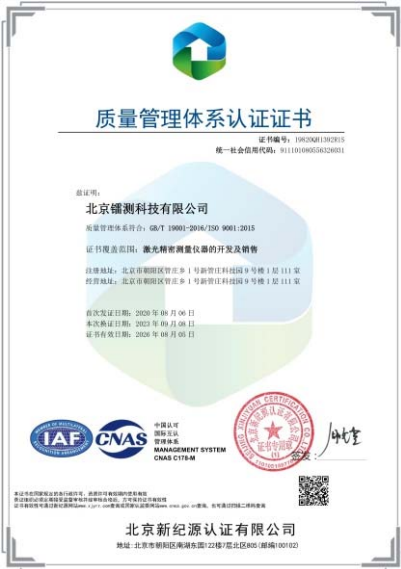 质量管理体系认证证书
证书编号：19820Q81392R1S
统一社会信用代码：911101080556326031
兹证明：
北京镭测科技有限公司
质量管理体系符合：GB/T 19001-2016/ISO 9001:2015
证书覆盖范围：激光精密测量仪器的开发及销售
注册地址：北京市朝阳区管庄乡1号新管庄科技园9号楼1层111室
经营地址：北京市朝阳区管庄乡1号新管庄科技园9号楼1层111室
首次发证日期：2020年08月06日
本次换证日期：2023年09月08日
证书有效日期：2026年08月05日
IAF
CNAS
中国认可
国际互认
管理体系
MANAGEMENT SYSTEM
CNAS C178-M
证书专用章
签发：
北京新纪源认证有限公司
地址：北京市朝阳区南湖东园122楼7层北区805(邮编100102)